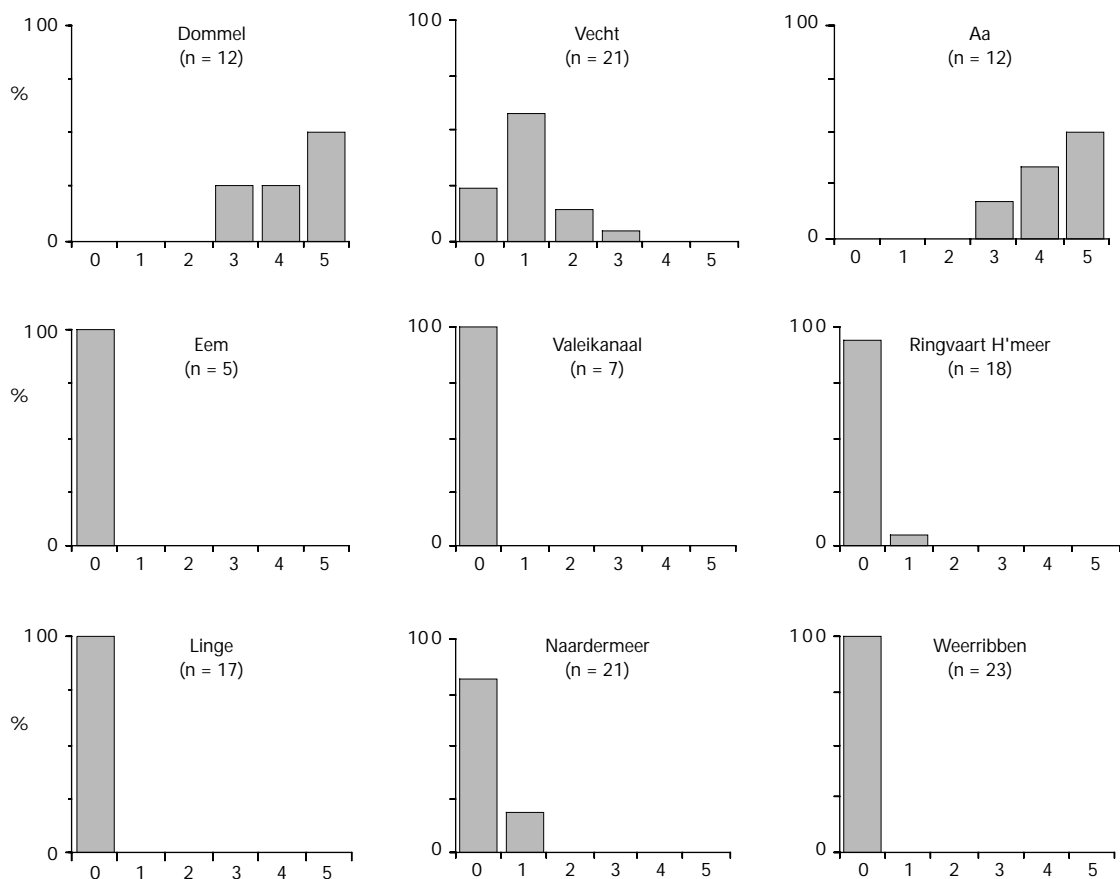 100
Dommel
(n = 12)
%
0
0 1 2 3 4 5
100
Vecht
(n = 21)
0
0 1 2 3 4 5
100
Aa
(n = 12)
0
0 1 2 3 4 5
100
Eem
(n = 5)
%
0
0 1 2 3 4 5
100
Valeikanaal
(n = 7)
0
0 1 2 3 4 5
100
Ringvaart H'meer
(n = 18)
0
0 1 2 3 4 5
100
Linge
(n = 17)
%
0
0 1 2 3 4 5
100
Naardermeer
(n = 21)
0
0 1 2 3 4 5
100
Weerribben
(n = 23)
0
0 1 2 3 4 5